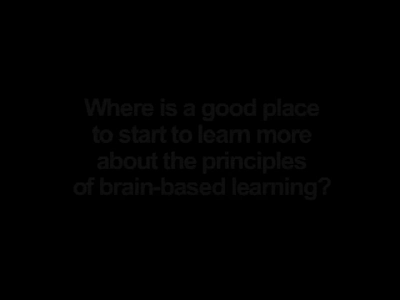 Where is a good place
to start to learn more
about the principles
of brain-based learning?